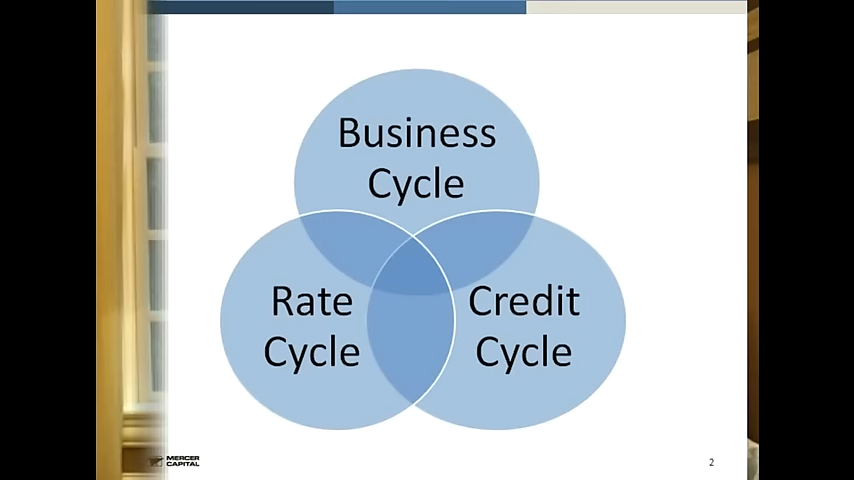 Business
Cycle
Rate
Cycle
Credit
Cycle
MERCER
CAPITAL
2